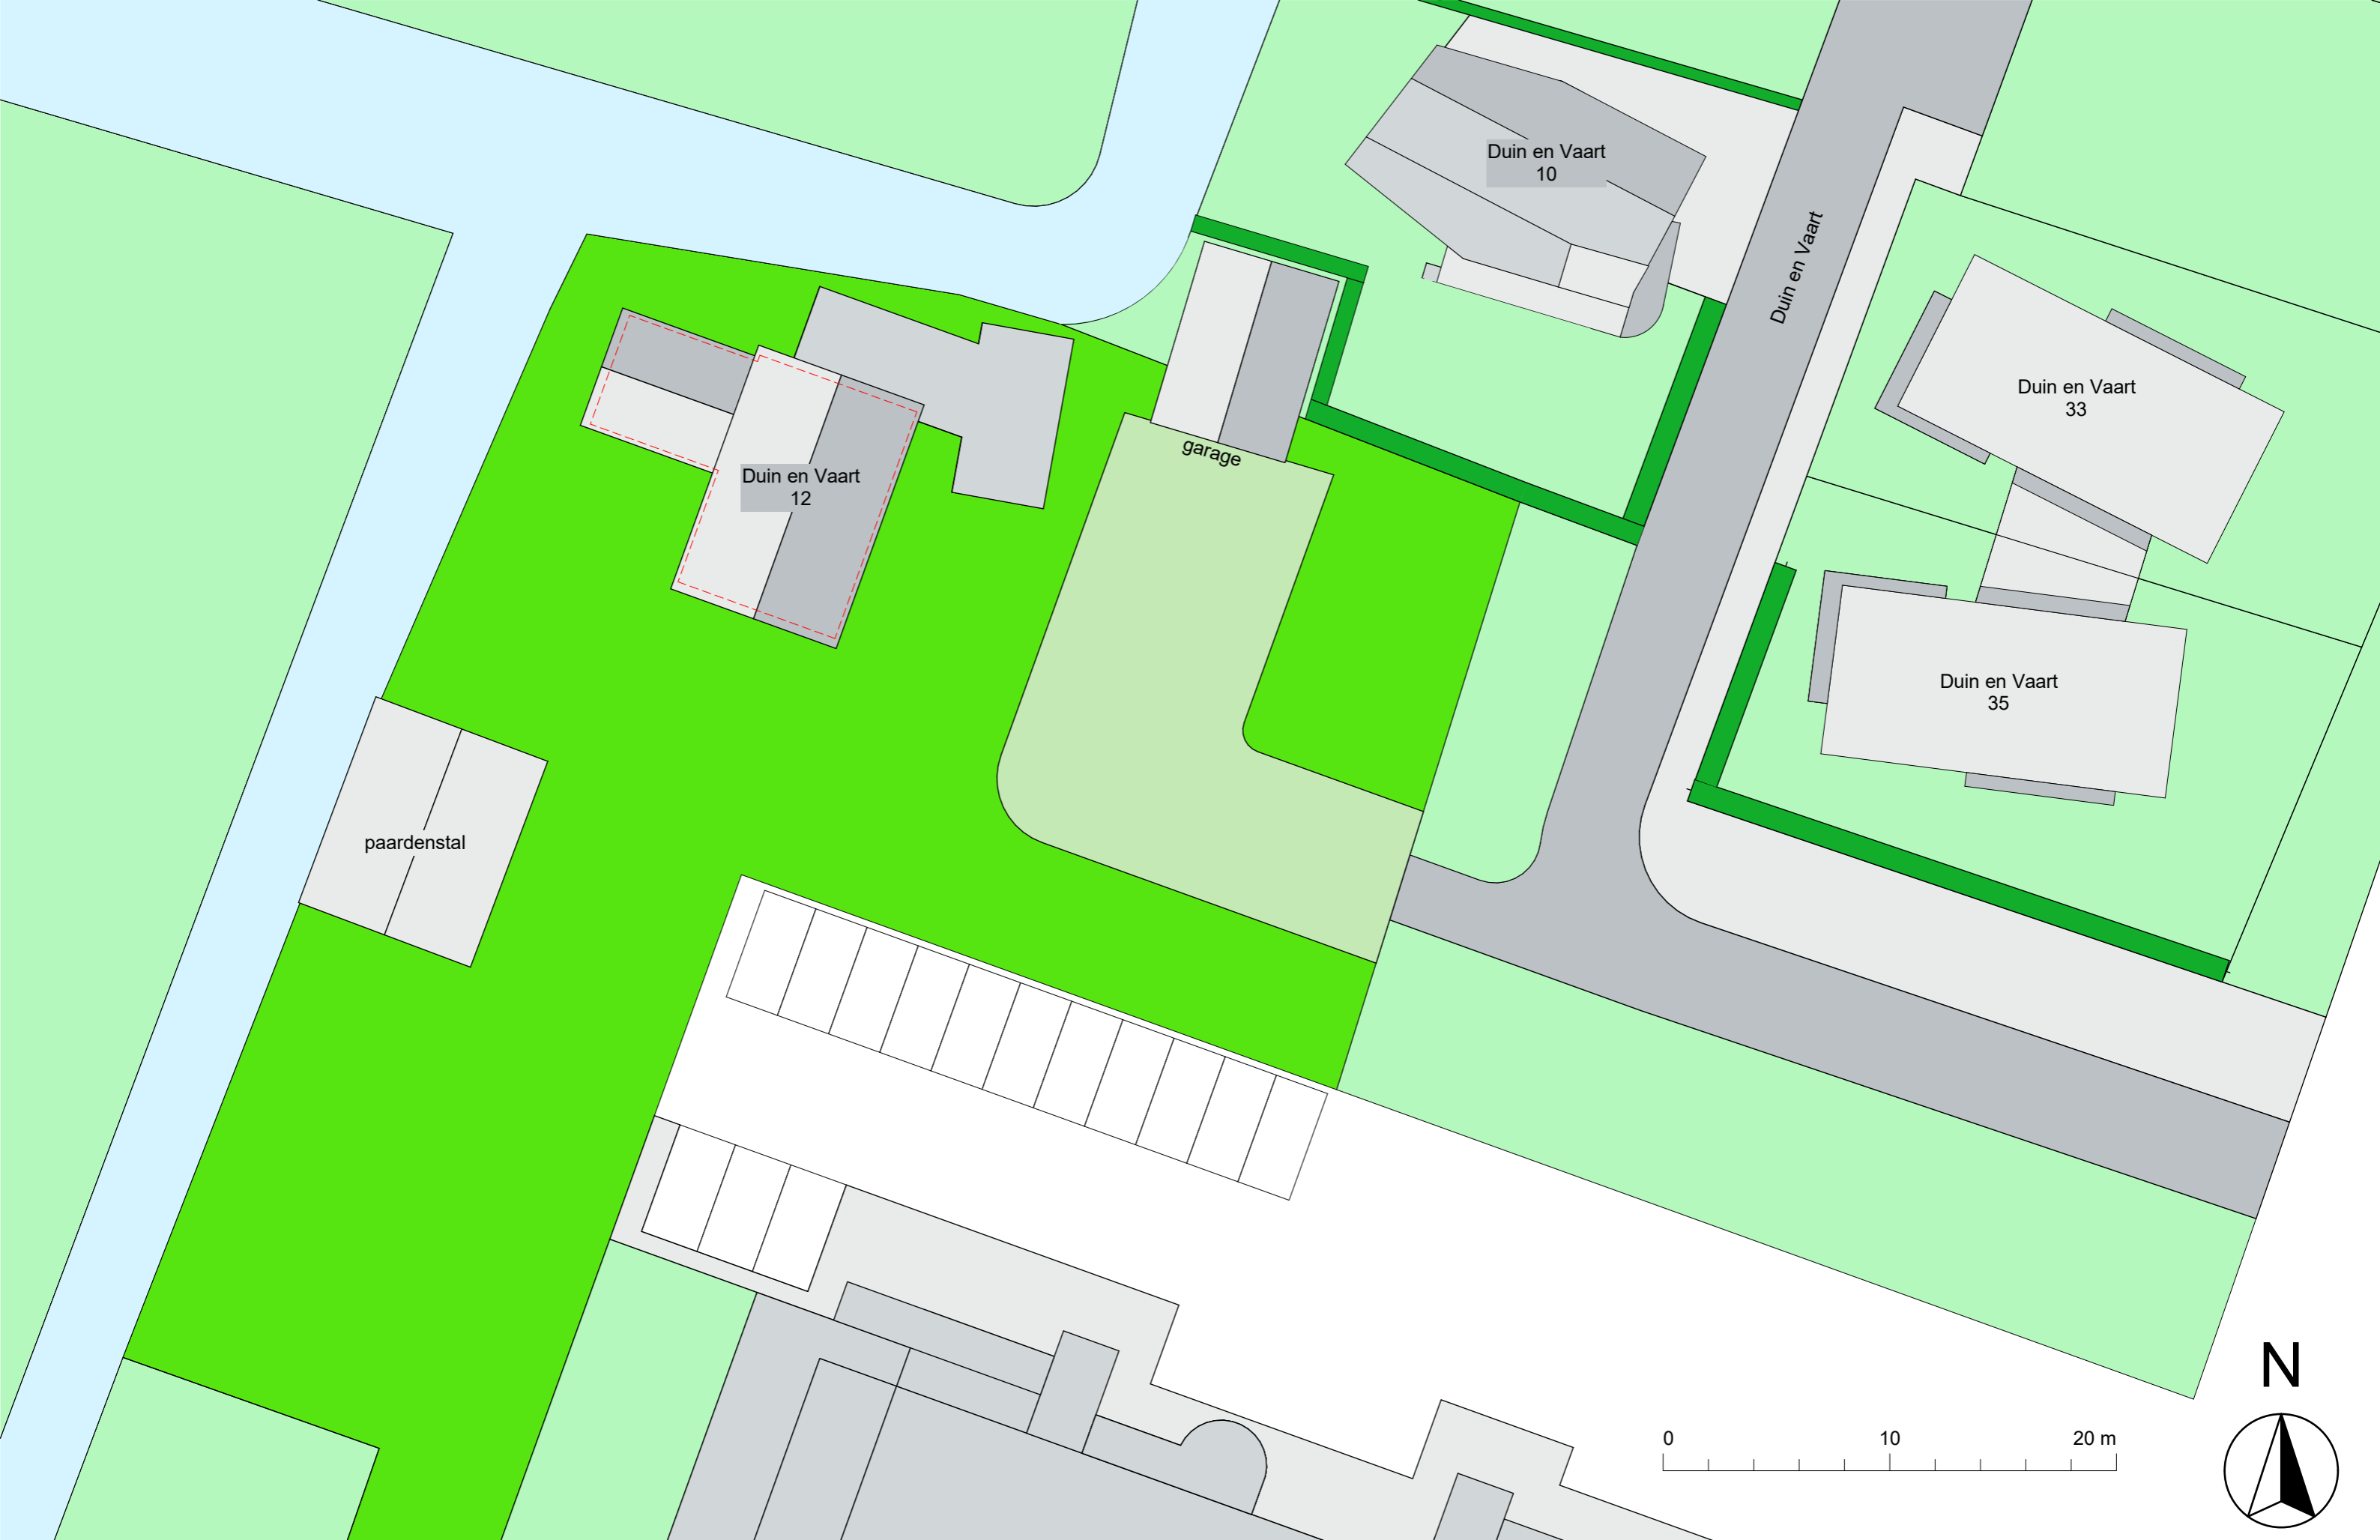 Duin en Vaart
10
Duin en Vaart
Duin en Vaart
33
garage
Duin en Vaart
12
Duin en Vaart
35
paardenstal
N
0 10 20 m